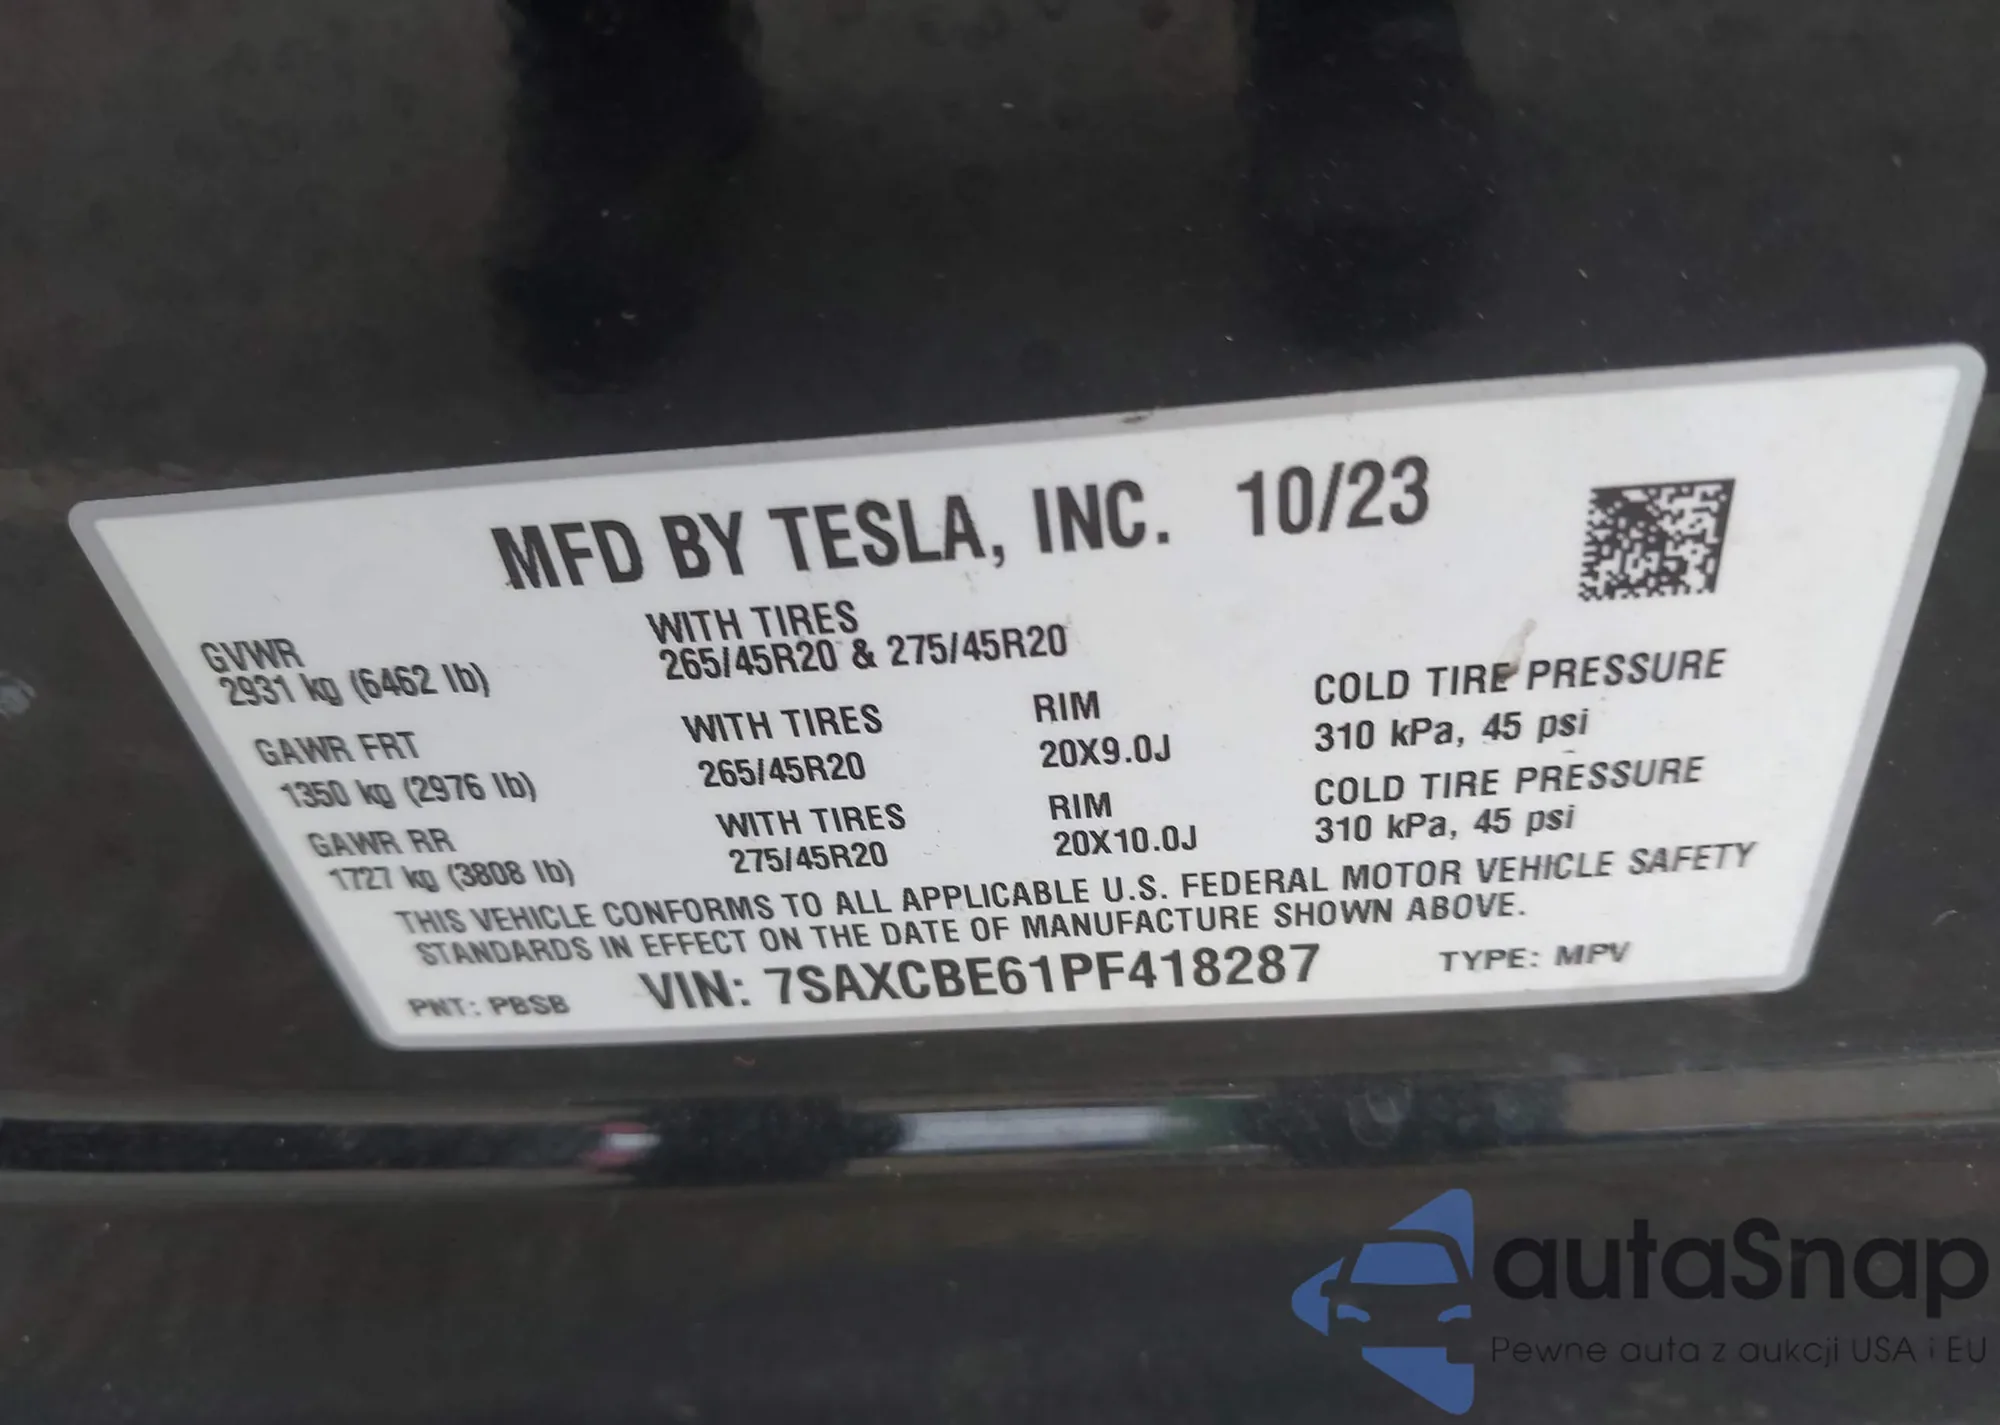 MFD BY TESLA, INC. 10/23
GVWR
2931 kg (6462 lb)
WITH TIRES
265/45R20 & 275/45R20
GAWR FRT
1350 kg (2976 lb)
WITH TIRES
265/45R20
RIM
20X9.0J
COLD TIRE PRESSURE
310 kPa, 45 psi
GAWR RR
1727 kg (3808 lb)
WITH TIRES
275/45R20
RIM
20X10.0J
COLD TIRE PRESSURE
310 kPa, 45 psi
THIS VEHICLE CONFORMS TO ALL APPLICABLE U.S. FEDERAL MOTOR VEHICLE SAFETY
STANDARDS IN EFFECT ON THE DATE OF MANUFACTURE SHOWN ABOVE.
PNT: PBSB VIN: 7SAXCBE61PF418287 TYPE: MPV
autaSnap
Pewne auta z aukcji USA i EU